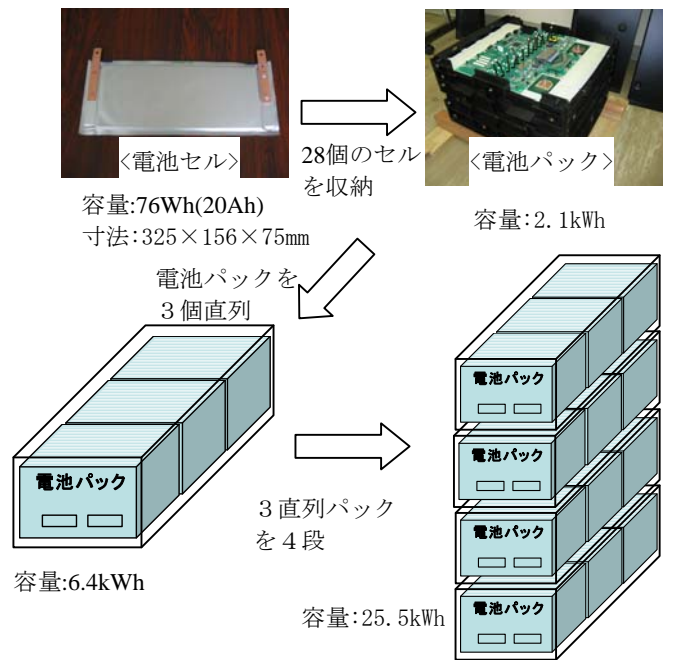 <電池セル>
容量:76Wh(20Ah)
寸法:325×156×75mm
28個のセル
を収納
<電池パック>
容量:2.1kWh
電池パックを
３個直列
電池パック
容量:6.4kWh
３直列パック
を４段
電池パック
電池パック
電池パック
電池パック
容量:25.5kWh